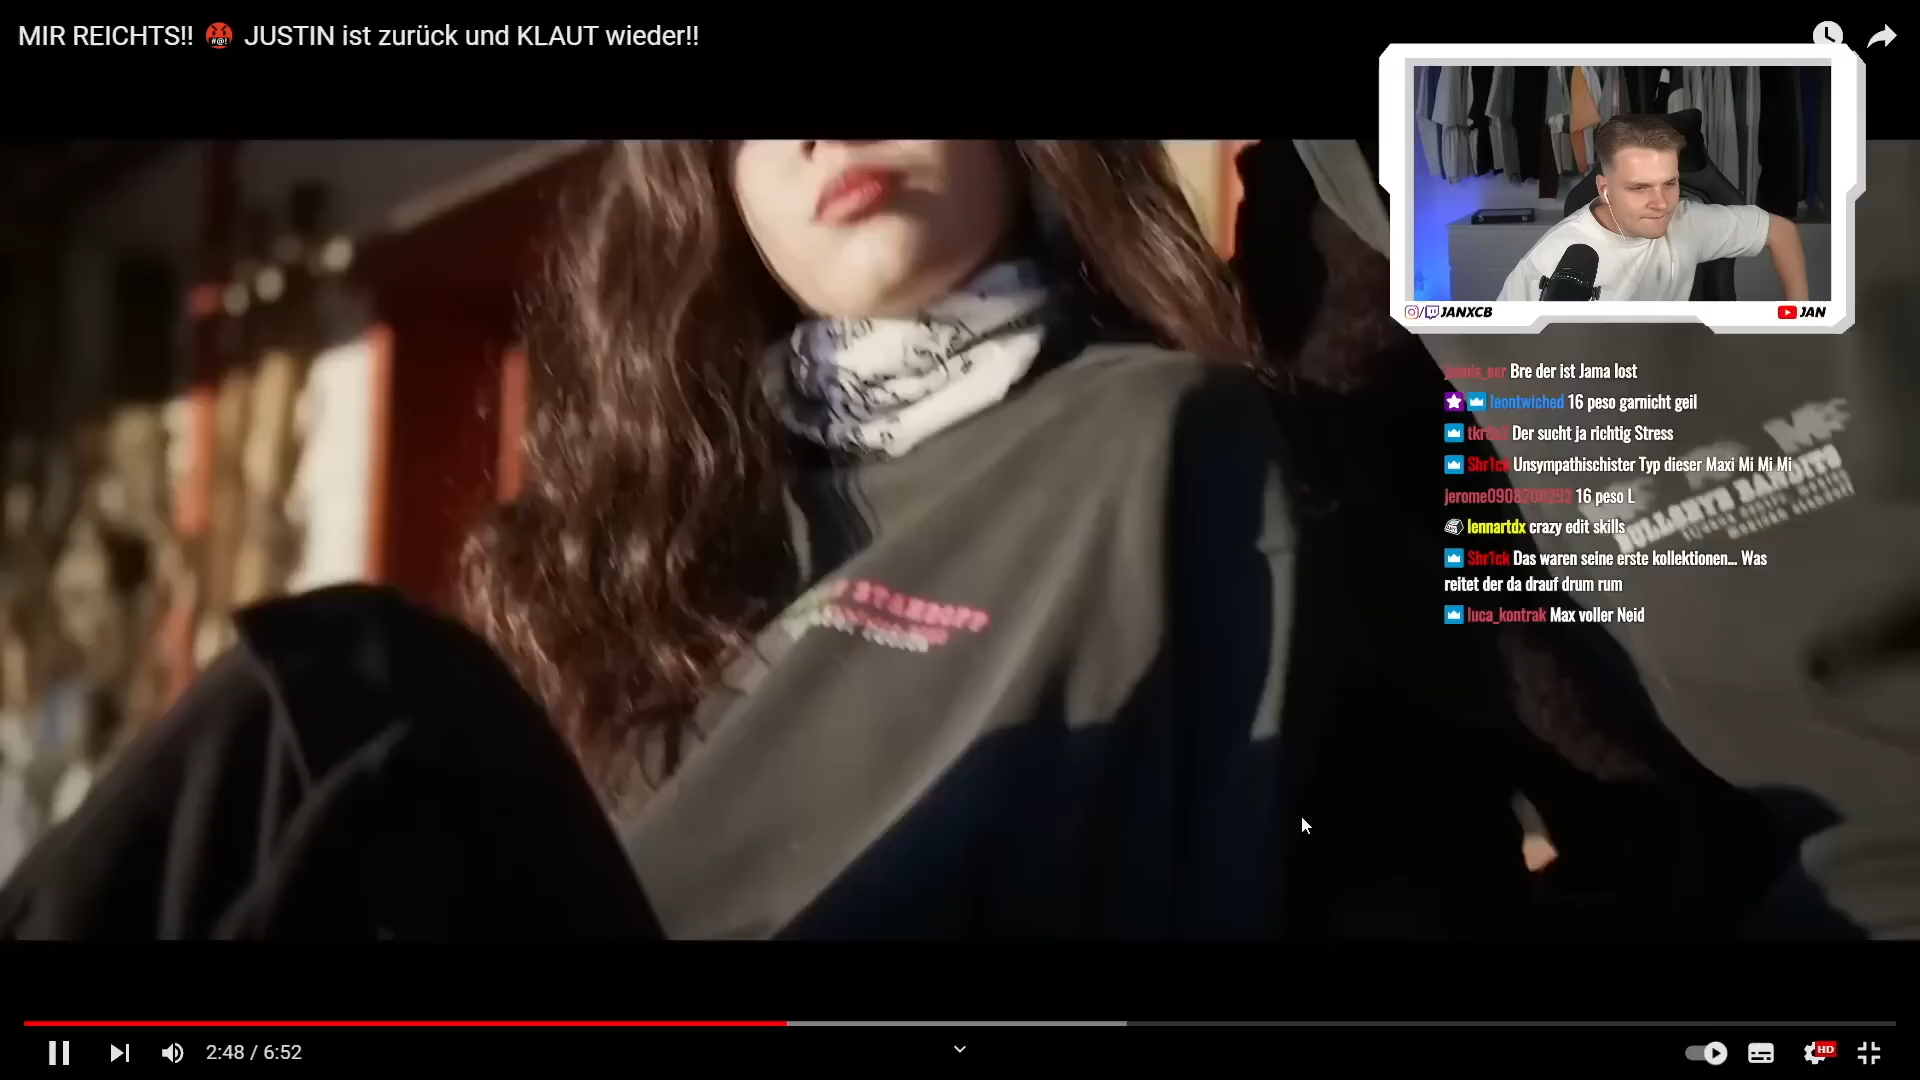 MIR REICHTS!! 🤬 JUSTIN ist zurück und KLAUT wieder!!
JANXCB
JAN
Bre der ist Jama lost
leontwiched 16 peso garnicht geil
Der sucht ja richtig Stress
Shr1ck Unsympathischister Typ dieser Maxi Mi Mi Mi
16 peso L
lennartdx crazy edit skills
Shr1ck Das waren seine erste kollektionen... Was
reitet der da drauf drum rum
luca_kontrak Max voller Neid
2:48 / 6:52
HD